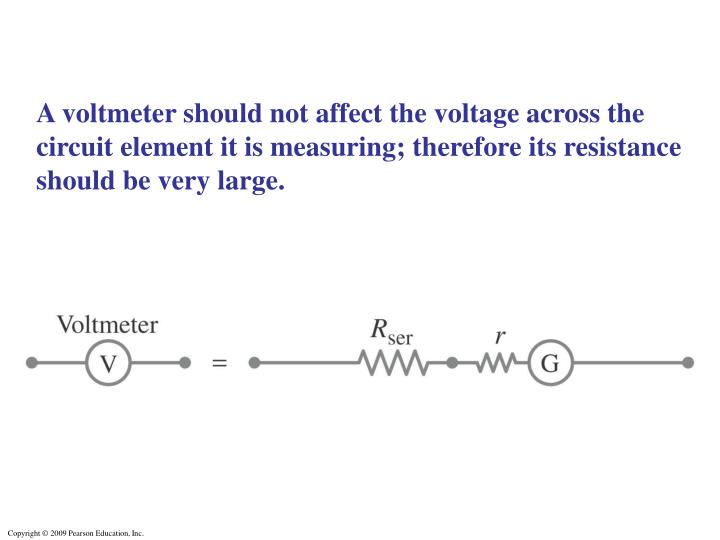 A voltmeter should not affect the voltage across the
circuit element it is measuring; therefore its resistance
should be very large.
Voltmeter
V
=
Rser
r
G
Copyright © 2009 Pearson Education, Inc.